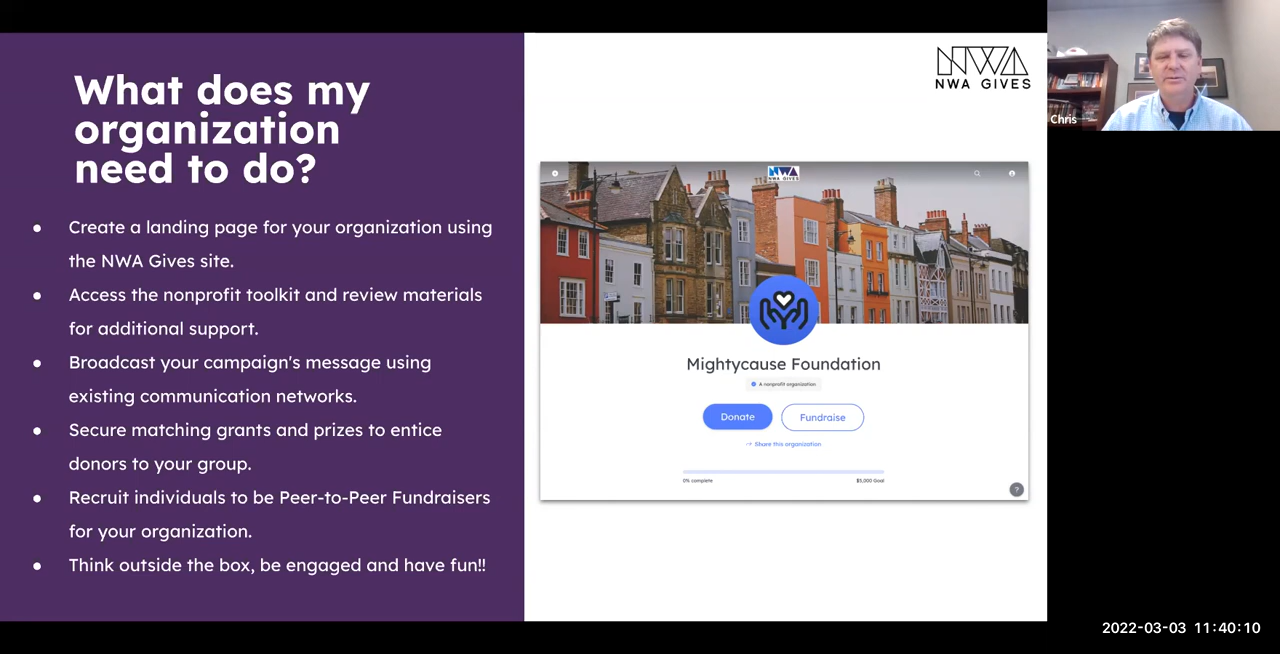 What does my
organization
need to do?
● Create a landing page for your organization using
the NWA Gives site.
● Access the nonprofit toolkit and review materials
for additional support.
● Broadcast your campaign's message using
existing communication networks.
● Secure matching grants and prizes to entice
donors to your group.
● Recruit individuals to be Peer-to-Peer Fundraisers
for your organization.
● Think outside the box, be engaged and have fun!!
NWA
NWA GIVES
NWA
NWA GIVES
Mightycause Foundation
A nonprofit organization
Donate
Fundraise
Share this organization
0% complete
$5,000 Goal
?
Chris
2022-03-03 11:40:10